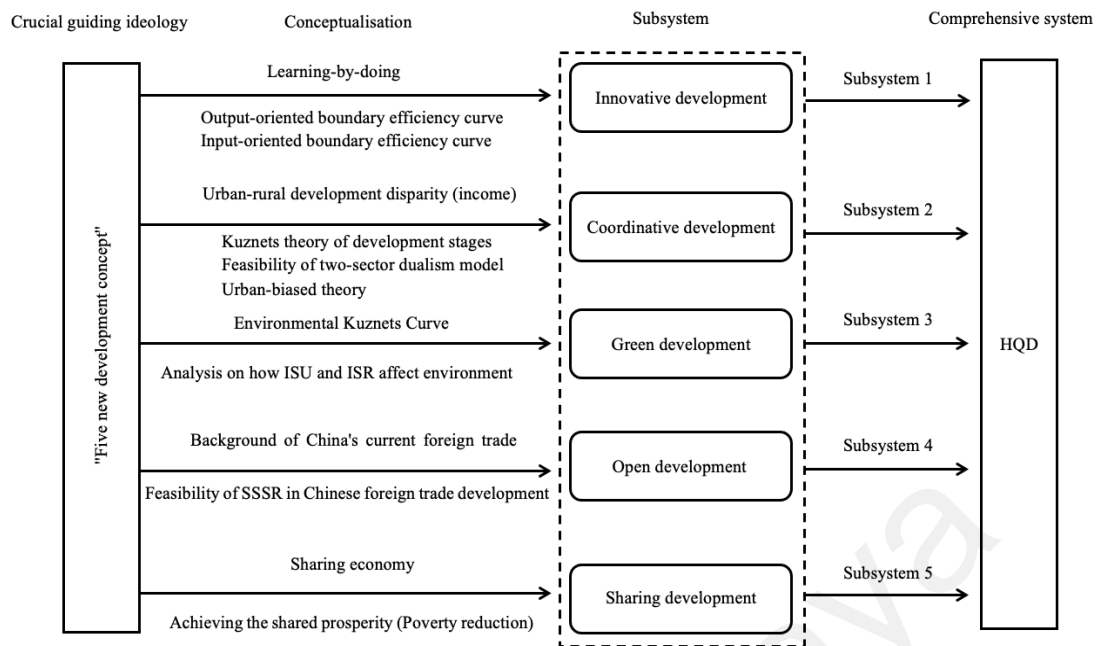 Crucial guiding ideology
Conceptualisation
Subsystem
Comprehensive system
"Five new development concept"
Learning-by-doing
Output-oriented boundary efficiency curve
Input-oriented boundary efficiency curve
Innovative development
Subsystem 1
Urban-rural development disparity (income)
Kuznets theory of development stages
Feasibility of two-sector dualism model
Urban-biased theory
Coordinative development
Subsystem 2
Environmental Kuznets Curve
Analysis on how ISU and ISR affect environment
Green development
Subsystem 3
HQD
Background of China's current foreign trade
Feasibility of SSSR in Chinese foreign trade development
Open development
Subsystem 4
Sharing economy
Achieving the shared prosperity (Poverty reduction)
Sharing development
Subsystem 5